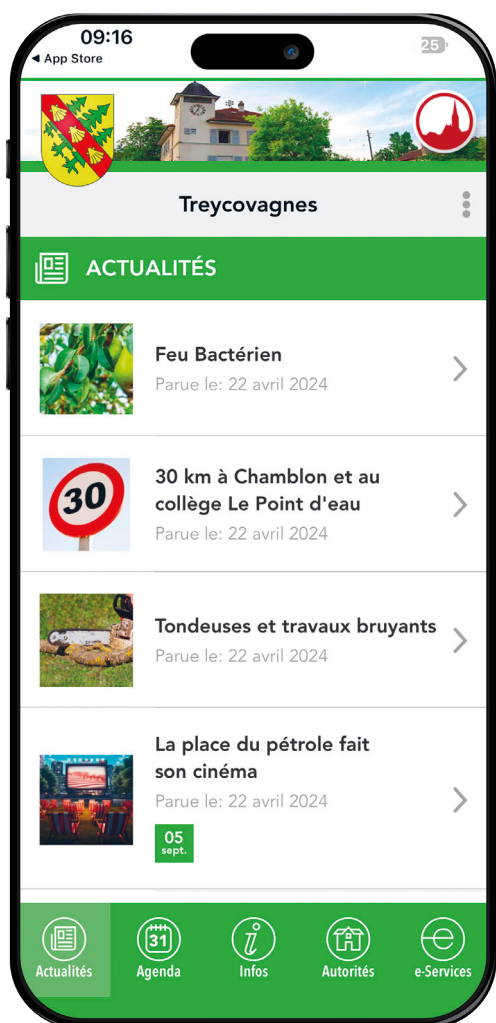 09:16
25
◀ App Store
Treycovagnes
ACTUALITÉS
Feu Bactérien
Parue le: 22 avril 2024
30
30 km à Chamblon et au
collège Le Point d'eau
Parue le: 22 avril 2024
Tondeuses et travaux bruyants
Parue le: 22 avril 2024
La place du pétrole fait
son cinéma
Parue le: 22 avril 2024
05
sept.
31
Actualités
Agenda
Infos
Autorités
e-Services